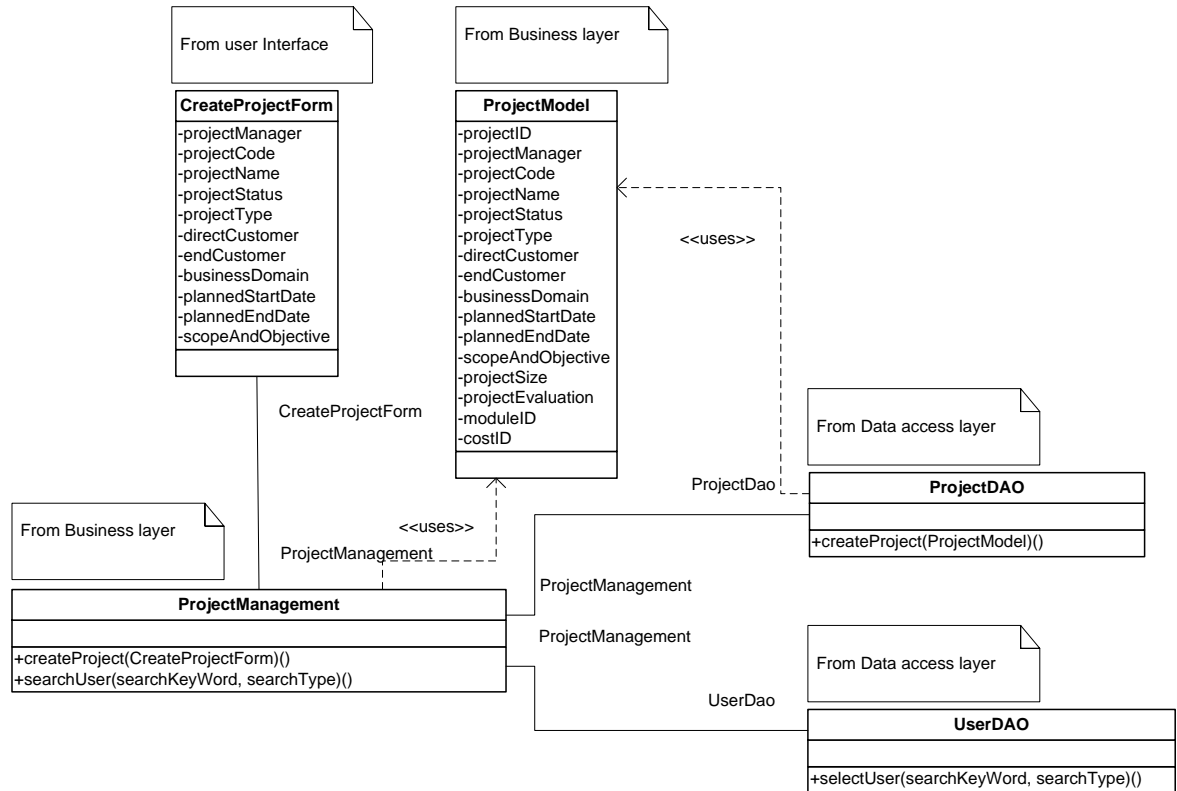 From user Interface
From Business layer
CreateProjectForm
-projectManager
-projectCode
-projectName
-projectStatus
-projectType
-directCustomer
-endCustomer
-businessDomain
-plannedStartDate
-plannedEndDate
-scopeAndObjective
ProjectModel
-projectID
-projectManager
-projectCode
-projectName
-projectStatus
-projectType
-directCustomer
-endCustomer
-businessDomain
-plannedStartDate
-plannedEndDate
-scopeAndObjective
-projectSize
-projectEvaluation
-moduleID
-costID
<<uses>>
CreateProjectForm
From Data access layer
ProjectDao
ProjectDAO
+createProject(ProjectModel)()
From Business layer
<<uses>>
ProjectManagement
ProjectManagement
ProjectManagement
+createProject(CreateProjectForm)()
+searchUser(searchKeyWord, searchType)()
ProjectManagement
From Data access layer
UserDao
UserDAO
+selectUser(searchKeyWord, searchType)()